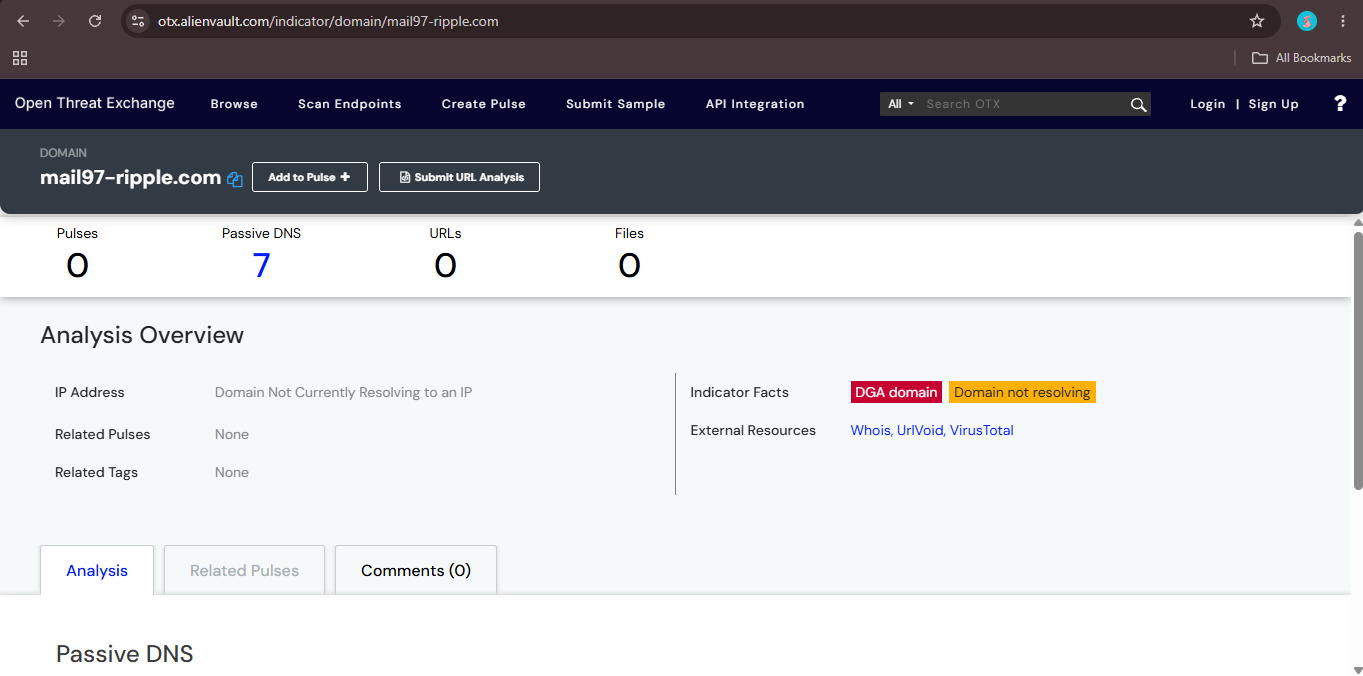 otx.alienvault.com/indicator/domain/mail97-ripple.com
All Bookmarks
Open Threat Exchange Browse Scan Endpoints Create Pulse Submit Sample API Integration All Search OTX Login | Sign Up ?
DOMAIN
mail97-ripple.com Add to Pulse + Submit URL Analysis
Pulses Passive DNS URLs Files
0 7 0 0
Analysis Overview
IP Address Domain Not Currently Resolving to an IP Indicator Facts DGA domain Domain not resolving
Related Pulses None External Resources Whois, UrlVoid, VirusTotal
Related Tags None
Analysis Related Pulses Comments (0)
Passive DNS